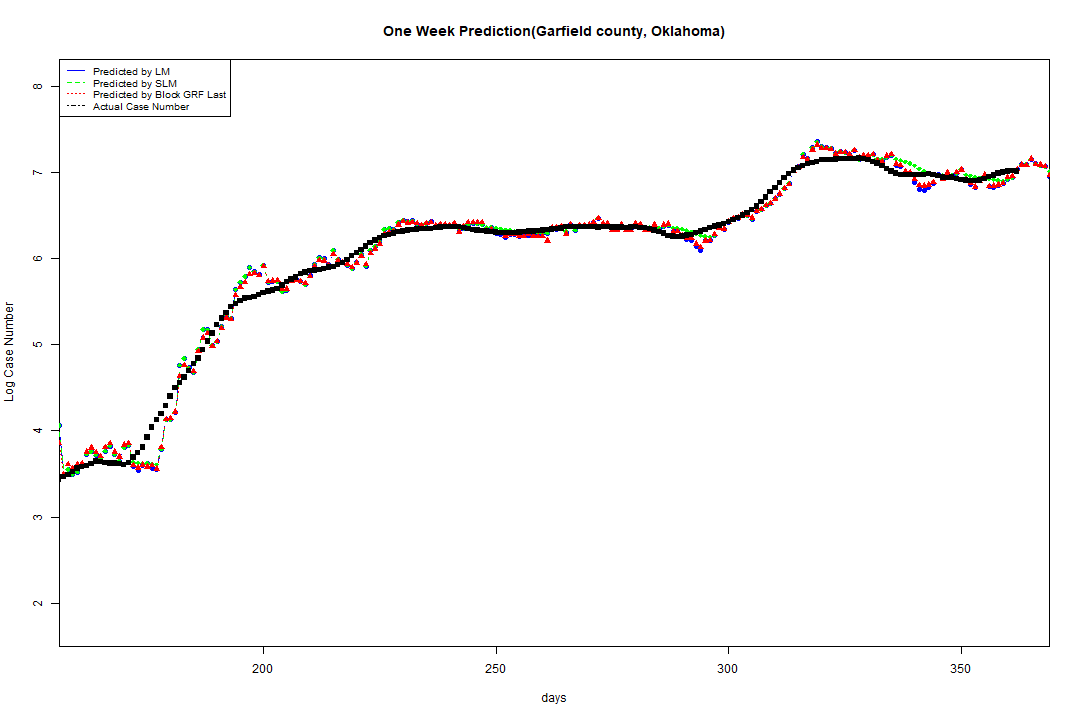 One Week Prediction(Garfield county, Oklahoma)
Predicted by LM
Predicted by SLM
Predicted by Block GRF Last
Actual Case Number
8
7
6
5
4
3
2
Log Case Number
200 250 300 350
days